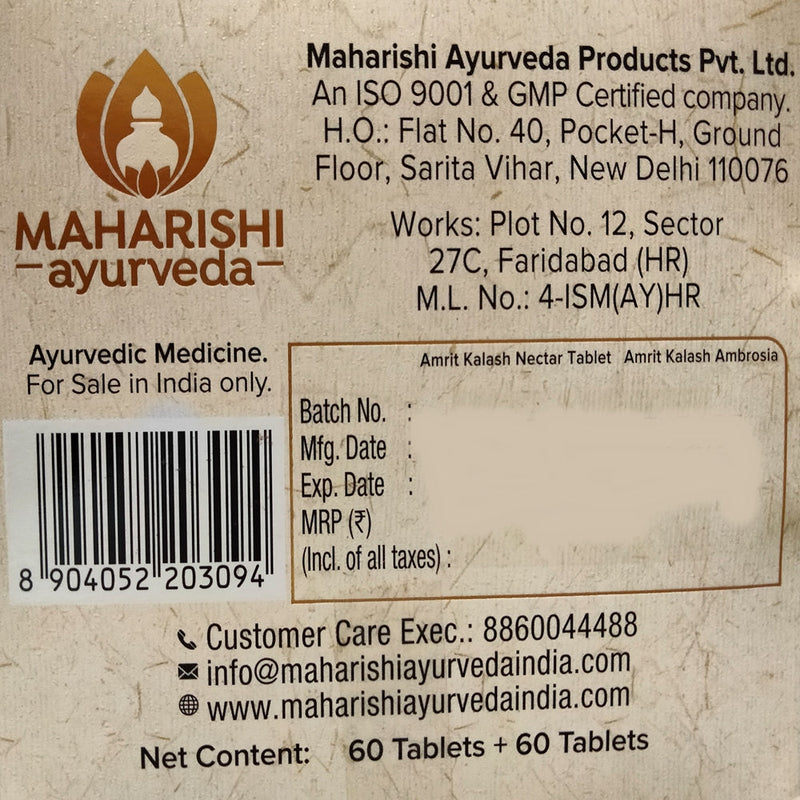 MAHARISHI
ayurveda
Maharishi Ayurveda Products Pvt. Ltd.
An ISO 9001 & GMP Certified company.
H.O.: Flat No. 40, Pocket-H, Ground
Floor, Sarita Vihar, New Delhi 110076
Works: Plot No. 12, Sector
27C, Faridabad (HR)
M.L. No.: 4-ISM(AY)HR
Ayurvedic Medicine.
For Sale in India only.
8 904052 203094
Amrit Kalash Nectar Tablet Amrit Kalash Ambrosia
Batch No. :
Mfg. Date :
Exp. Date :
MRP (₹)
(Incl. of all taxes) :
Customer Care Exec.: 8860044488
info@maharishiayurvedaindia.com
www.maharishiayurvedaindia.com
Net Content: 60 Tablets + 60 Tablets